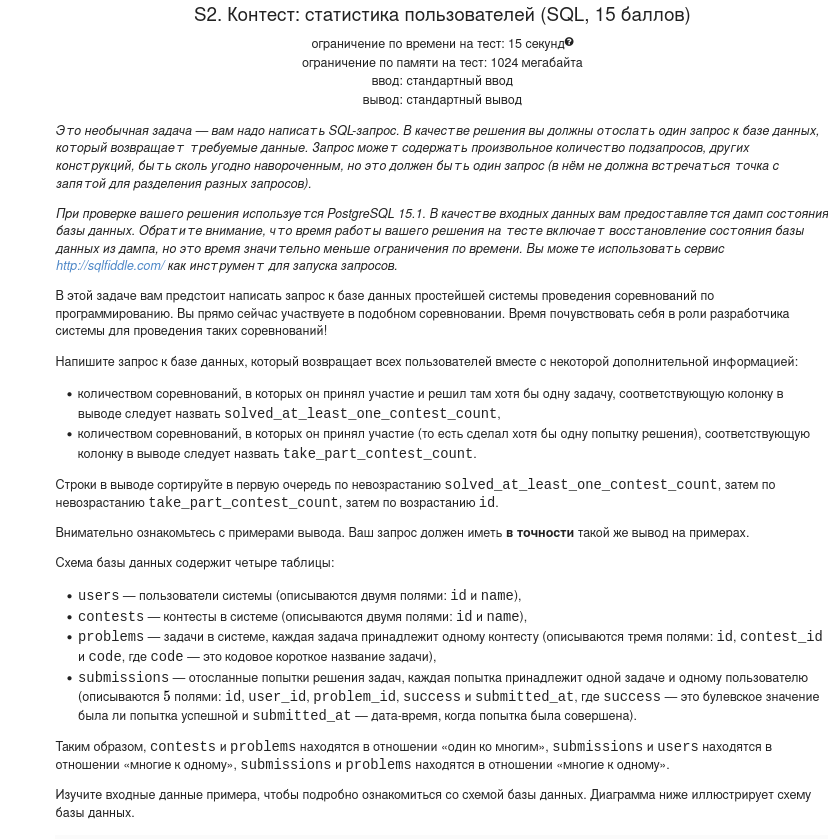 S2. Контест: статистика пользователей (SQL, 15 баллов)
ограничение по времени на тест: 15 секунд?
ограничение по памяти на тест: 1024 мегабайта
ввод: стандартный ввод
вывод: стандартный вывод
Это необычная задача — вам надо написать SQL-запрос. В качестве решения вы должны отослать один запрос к базе данных,
который возвращает требуемые данные. Запрос может содержать произвольное количество подзапросов, других
конструкций, быть сколь угодно навороченным, но это должен быть один запрос (в нём не должна встречаться точка с
запятой для разделения разных запросов).
При проверке вашего решения используется PostgreSQL 15.1. В качестве входных данных вам предоставляется дамп состояния
базы данных. Обратите внимание, что время работы вашего решения на тесте включает восстановление состояния базы
данных из дампа, но это время значительно меньше ограничения по времени. Вы можете использовать сервис
http://sqlfiddle.com/ как инструмент для запуска запросов.
В этой задаче вам предстоит написать запрос к базе данных простейшей системы проведения соревнований по
программированию. Вы прямо сейчас участвуете в подобном соревновании. Время почувствовать себя в роли разработчика
системы для проведения таких соревнований!
Напишите запрос к базе данных, который возвращает всех пользователей вместе с некоторой дополнительной информацией:
• количеством соревнований, в которых он принял участие и решил там хотя бы одну задачу, соответствующую колонку в
выводе следует назвать solved_at_least_one_contest_count,
• количеством соревнований, в которых он принял участие (то есть сделал хотя бы одну попытку решения), соответствующую
колонку в выводе следует назвать take_part_contest_count.
Строки в выводе сортируйте в первую очередь по невозрастанию solved_at_least_one_contest_count, затем по
невозрастанию take_part_contest_count, затем по возрастанию id.
Внимательно ознакомьтесь с примерами вывода. Ваш запрос должен иметь в точности такой же вывод на примерах.
Схема базы данных содержит четыре таблицы:
• users — пользователи системы (описываются двумя полями: id и name),
• contests — контесты в системе (описываются двумя полями: id и name),
• problems — задачи в системе, каждая задача принадлежит одному контесту (описываются тремя полями: id, contest_id
и code, где code — это кодовое короткое название задачи),
• submissions — отосланные попытки решения задач, каждая попытка принадлежит одной задаче и одному пользователю
(описываются 5 полями: id, user_id, problem_id, success и submitted_at, где success — это булевское значение
была ли попытка успешной и submitted_at — дата-время, когда попытка была совершена).
Таким образом, contests и problems находятся в отношении «один ко многим», submissions и users находятся в
отношении «многие к одному», submissions и problems находятся в отношении «многие к одному».
Изучите входные данные примера, чтобы подробно ознакомиться со схемой базы данных. Диаграмма ниже иллюстрирует схему
базы данных.